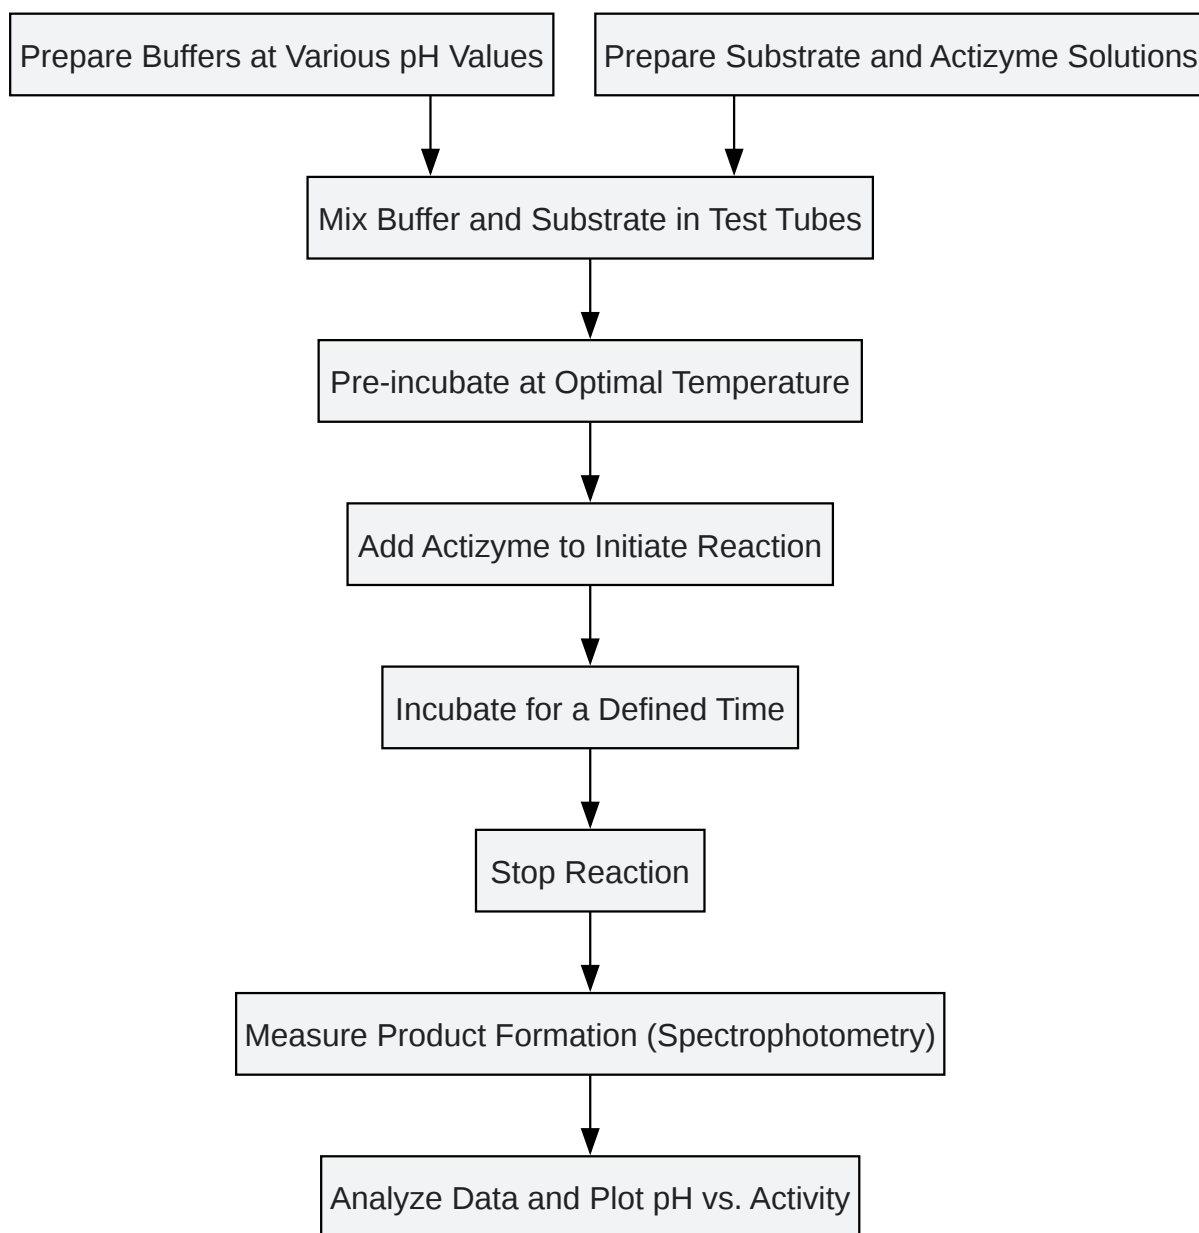 Prepare Buffers at Various pH Values
Prepare Substrate and Actizyme Solutions
Mix Buffer and Substrate in Test Tubes
Pre-incubate at Optimal Temperature
Add Actizyme to Initiate Reaction
Incubate for a Defined Time
Stop Reaction
Measure Product Formation (Spectrophotometry)
Analyze Data and Plot pH vs. Activity